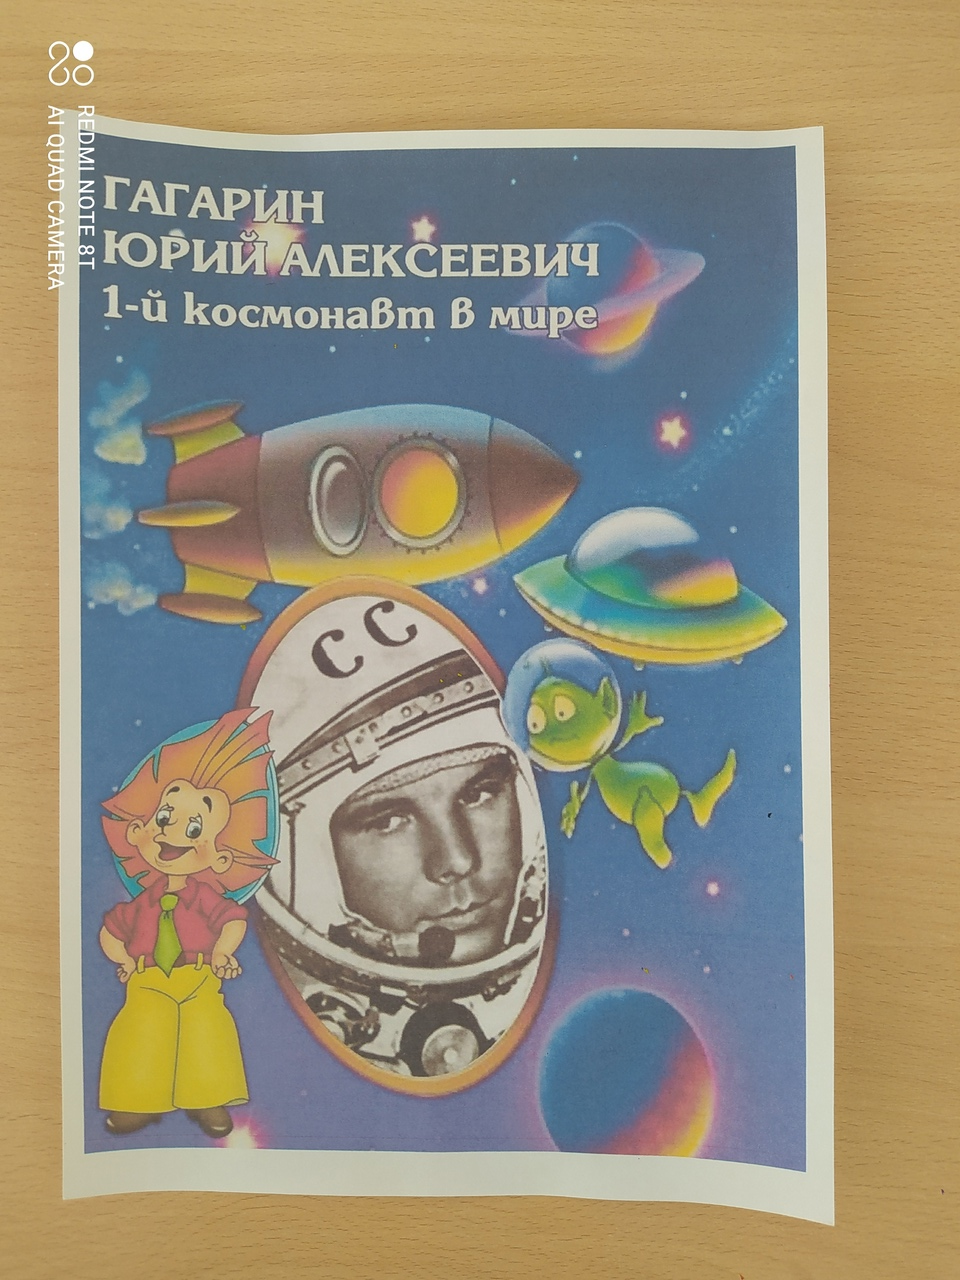 ГАГАРИН
ЮРИЙ АЛЕКСЕЕВИЧ
1-й космонавт в мире
СС
REDMI NOTE 8T
AI QUAD CAMERA